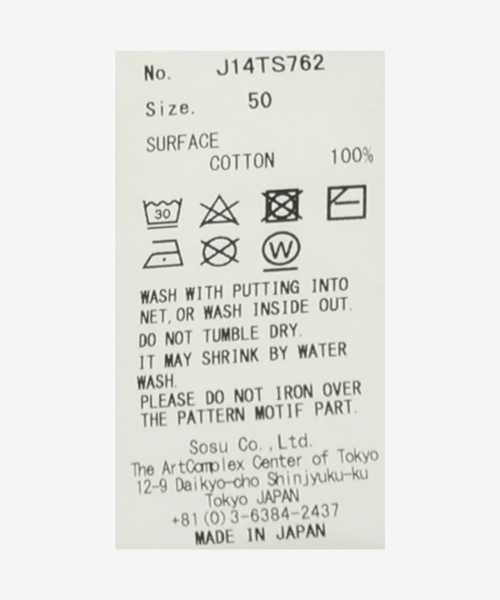 No. J14TS762
Size. 50
SURFACE
COTTON 100%
30
W
WASH WITH PUTTING INTO
NET, OR WASH INSIDE OUT.
DO NOT TUMBLE DRY.
IT MAY SHRINK BY WATER
WASH.
PLEASE DO NOT IRON OVER
THE PATTERN MOTIF PART.
Sosu Co.,Ltd.
The ArtComplex Center of Tokyo
12-9 Daikyo-cho Shinjyuku-ku
Tokyo JAPAN
+81(0)3-6384-2437
MADE IN JAPAN